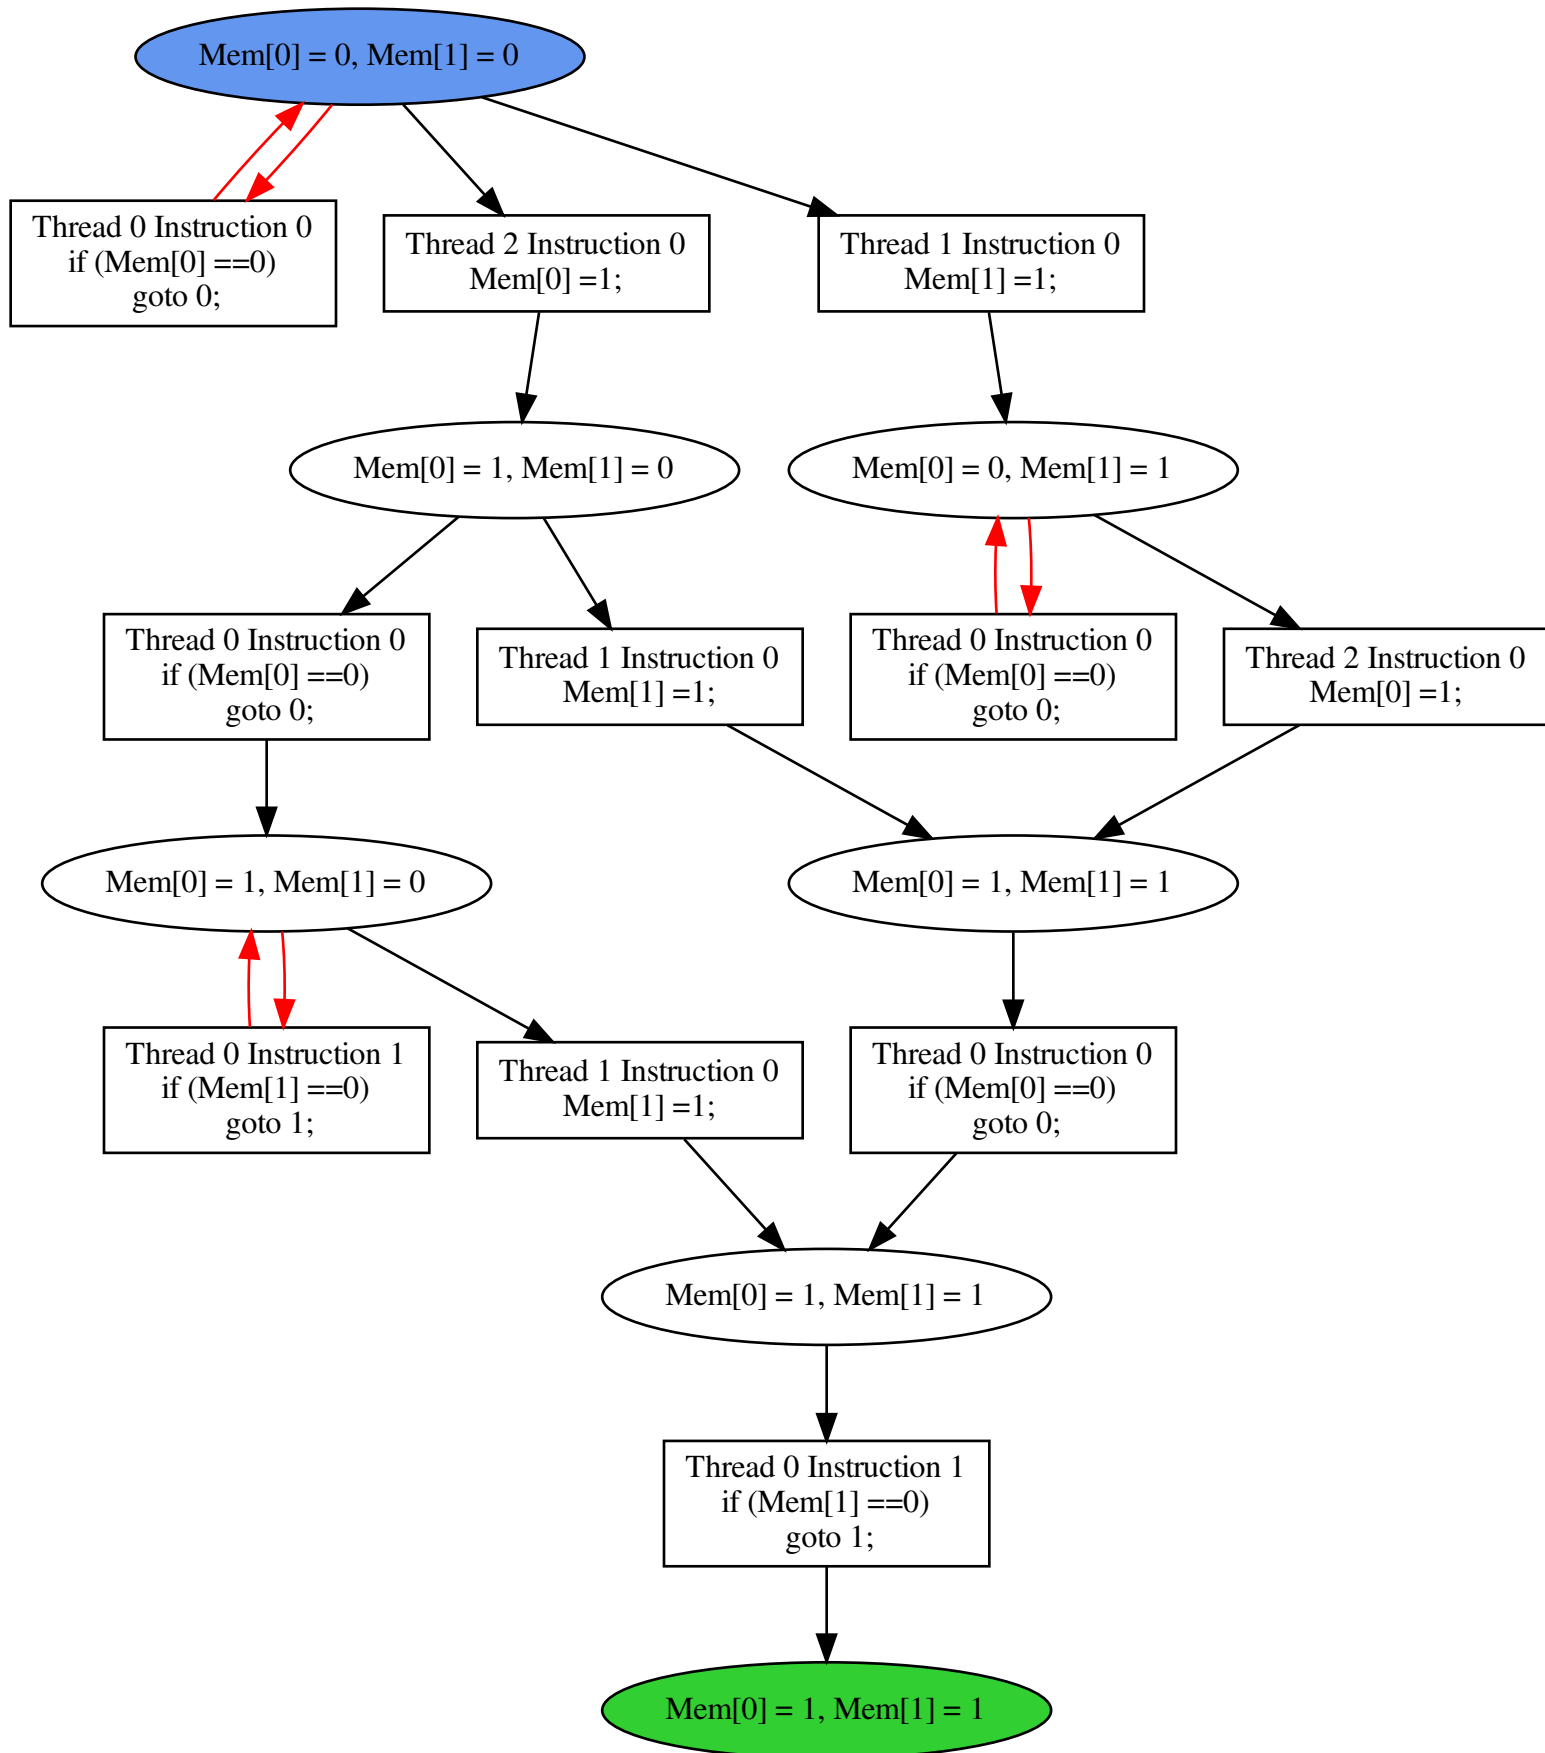 Mem[0] = 0, Mem[1] = 0
Thread 0 Instruction 0
if (Mem[0] ==0)
goto 0;
Thread 2 Instruction 0
Mem[0] =1;
Thread 1 Instruction 0
Mem[1] =1;
Mem[0] = 1, Mem[1] = 0
Mem[0] = 0, Mem[1] = 1
Thread 0 Instruction 0
if (Mem[0] ==0)
goto 0;
Thread 1 Instruction 0
Mem[1] =1;
Thread 0 Instruction 0
if (Mem[0] ==0)
goto 0;
Thread 2 Instruction 0
Mem[0] =1;
Mem[0] = 1, Mem[1] = 0
Mem[0] = 1, Mem[1] = 1
Thread 0 Instruction 1
if (Mem[1] ==0)
goto 1;
Thread 1 Instruction 0
Mem[1] =1;
Thread 0 Instruction 0
if (Mem[0] ==0)
goto 0;
Mem[0] = 1, Mem[1] = 1
Thread 0 Instruction 1
if (Mem[1] ==0)
goto 1;
Mem[0] = 1, Mem[1] = 1